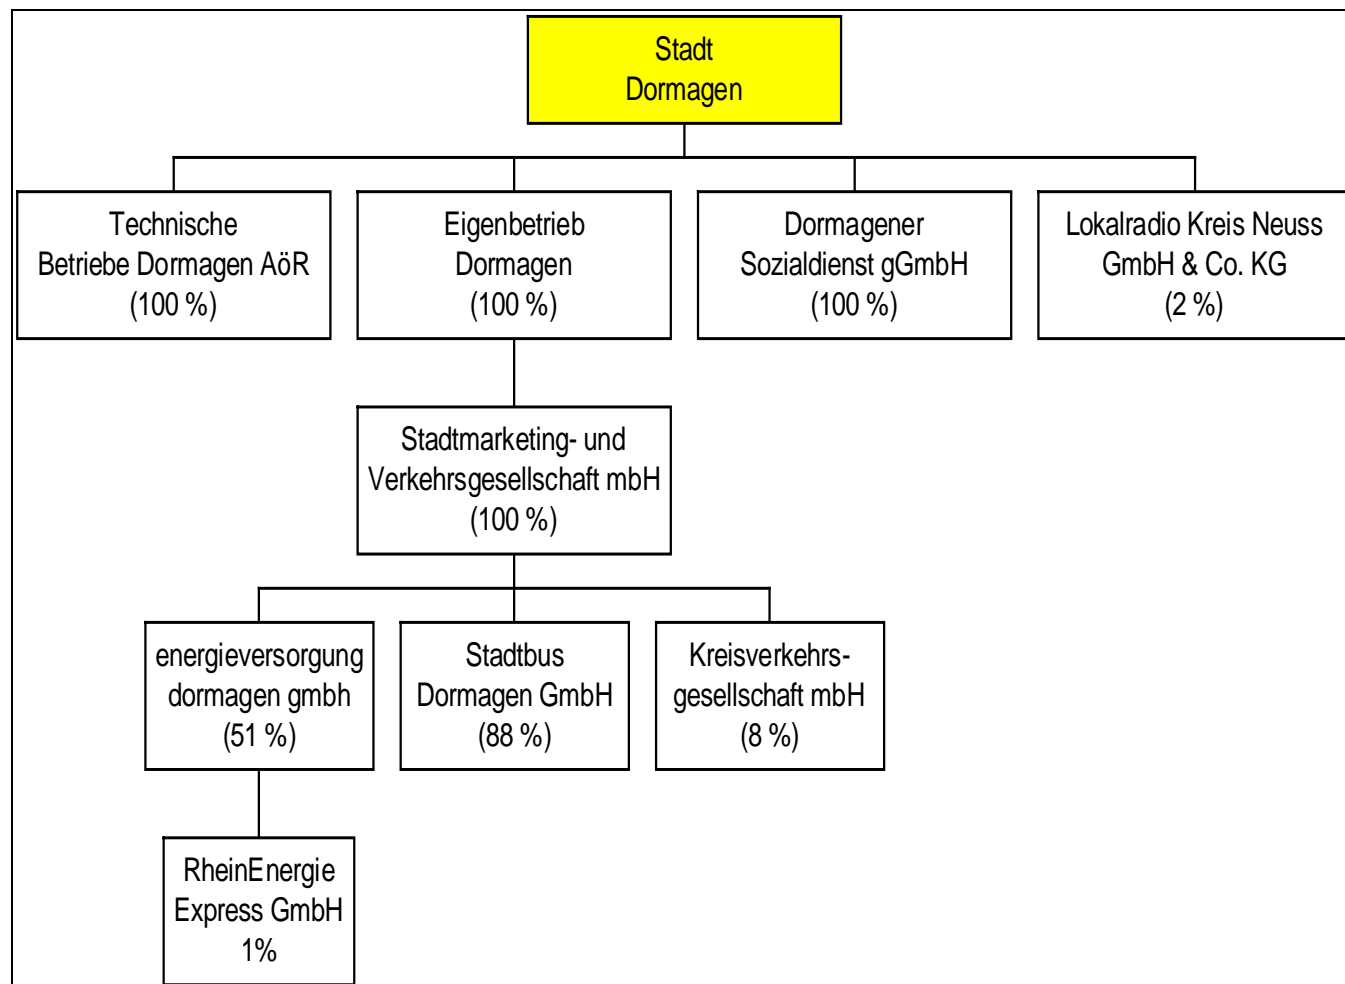 Stadt
Dormagen
Technische
Betriebe Dormagen AöR
(100 %)
Eigenbetrieb
Dormagen
(100 %)
Dormagener
Sozialdienst gGmbH
(100 %)
Lokalradio Kreis Neuss
GmbH & Co. KG
(2 %)
Stadtmarketing- und
Verkehrsgesellschaft mbH
(100 %)
energieversorgung
dormagen gmbh
(51 %)
Stadtbus
Dormagen GmbH
(88 %)
Kreisverkehrs-
gesellschaft mbH
(8 %)
RheinEnergie
Express GmbH
1%